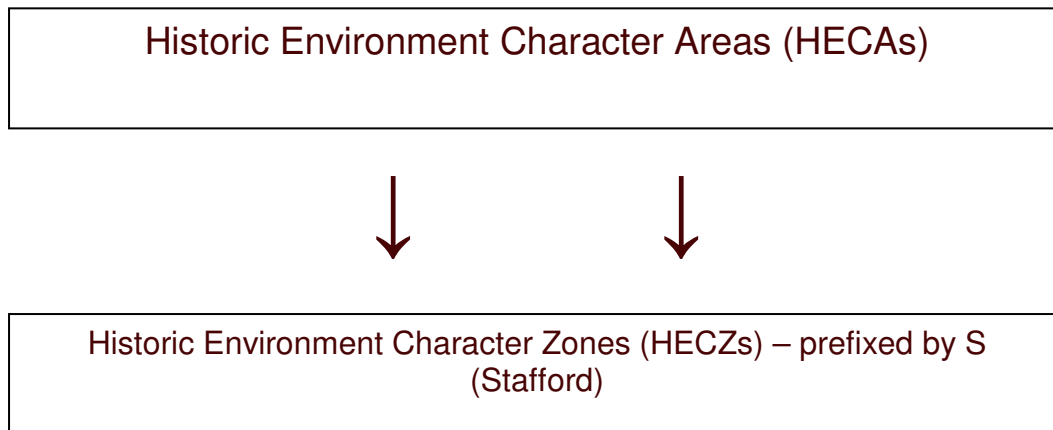 Historic Environment Character Areas (HECAs)
Historic Environment Character Zones (HECZs) – prefixed by S
(Stafford)